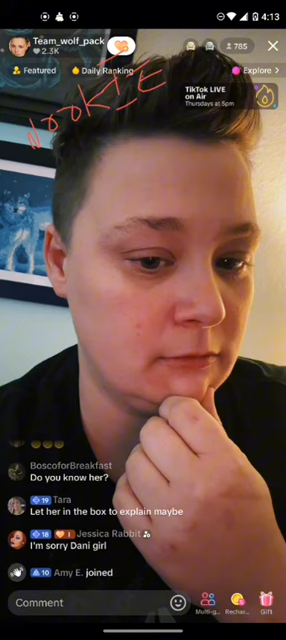 4:13
Team_wolf_pack
2.3K
785
Featured
Daily Ranking
Explore >
NOOKIE
TikTok LIVE
on Air
Thursdays at 5pm
BoscoforBreakfast
Do you know her?
19 Tara
Let her in the box to explain maybe
18 1 Jessica Rabbit
I'm sorry Dani girl
10 Amy E. joined
Comment
Multi-g...
Rechar...
Gift